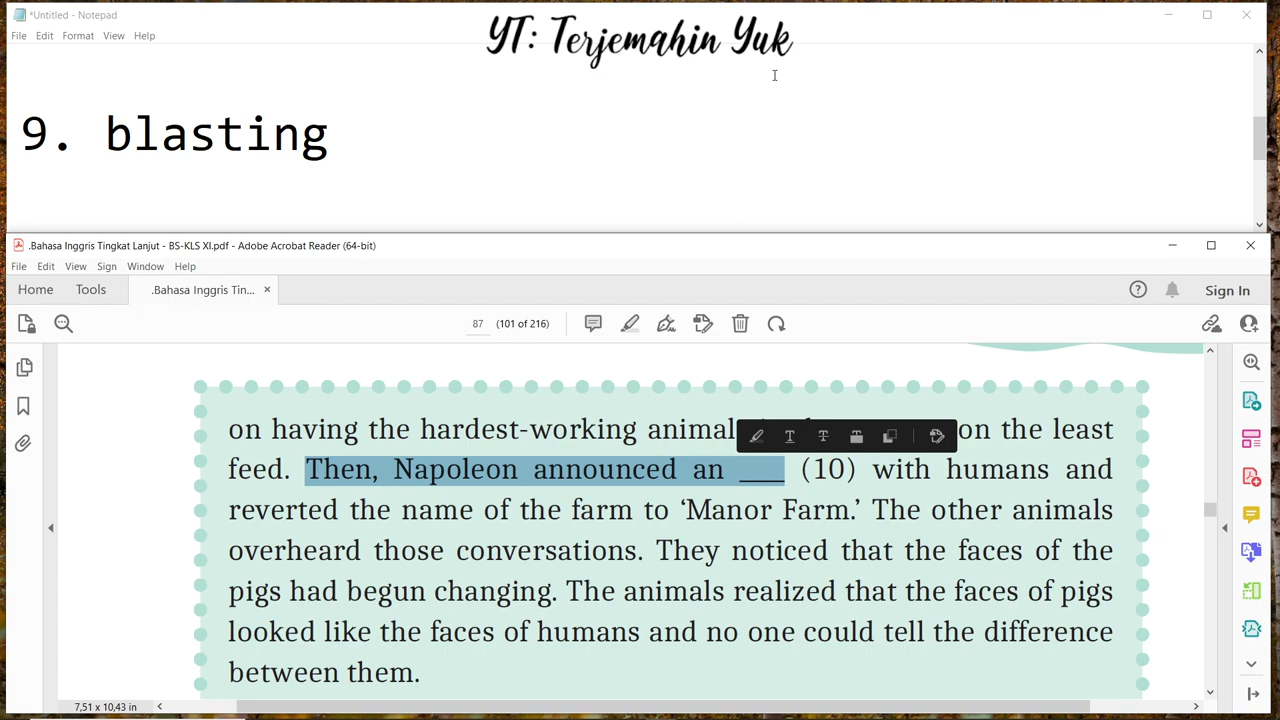 *Untitled - Notepad
YT: Terjemahin Yuk
File Edit Format View Help
9. blasting
.Bahasa Inggris Tingkat Lanjut - BS-KLS XI.pdf - Adobe Acrobat Reader (64-bit)
File Edit View Sign Window Help
Home Tools .Bahasa Inggris Tin... × Sign In
87 (101 of 216)
on having the hardest-working animal on the least
feed. Then, Napoleon announced an ___ (10) with humans and
reverted the name of the farm to ‘Manor Farm.’ The other animals
overheard those conversations. They noticed that the faces of the
pigs had begun changing. The animals realized that the faces of pigs
looked like the faces of humans and no one could tell the difference
between them.
7,51 x 10,43 in